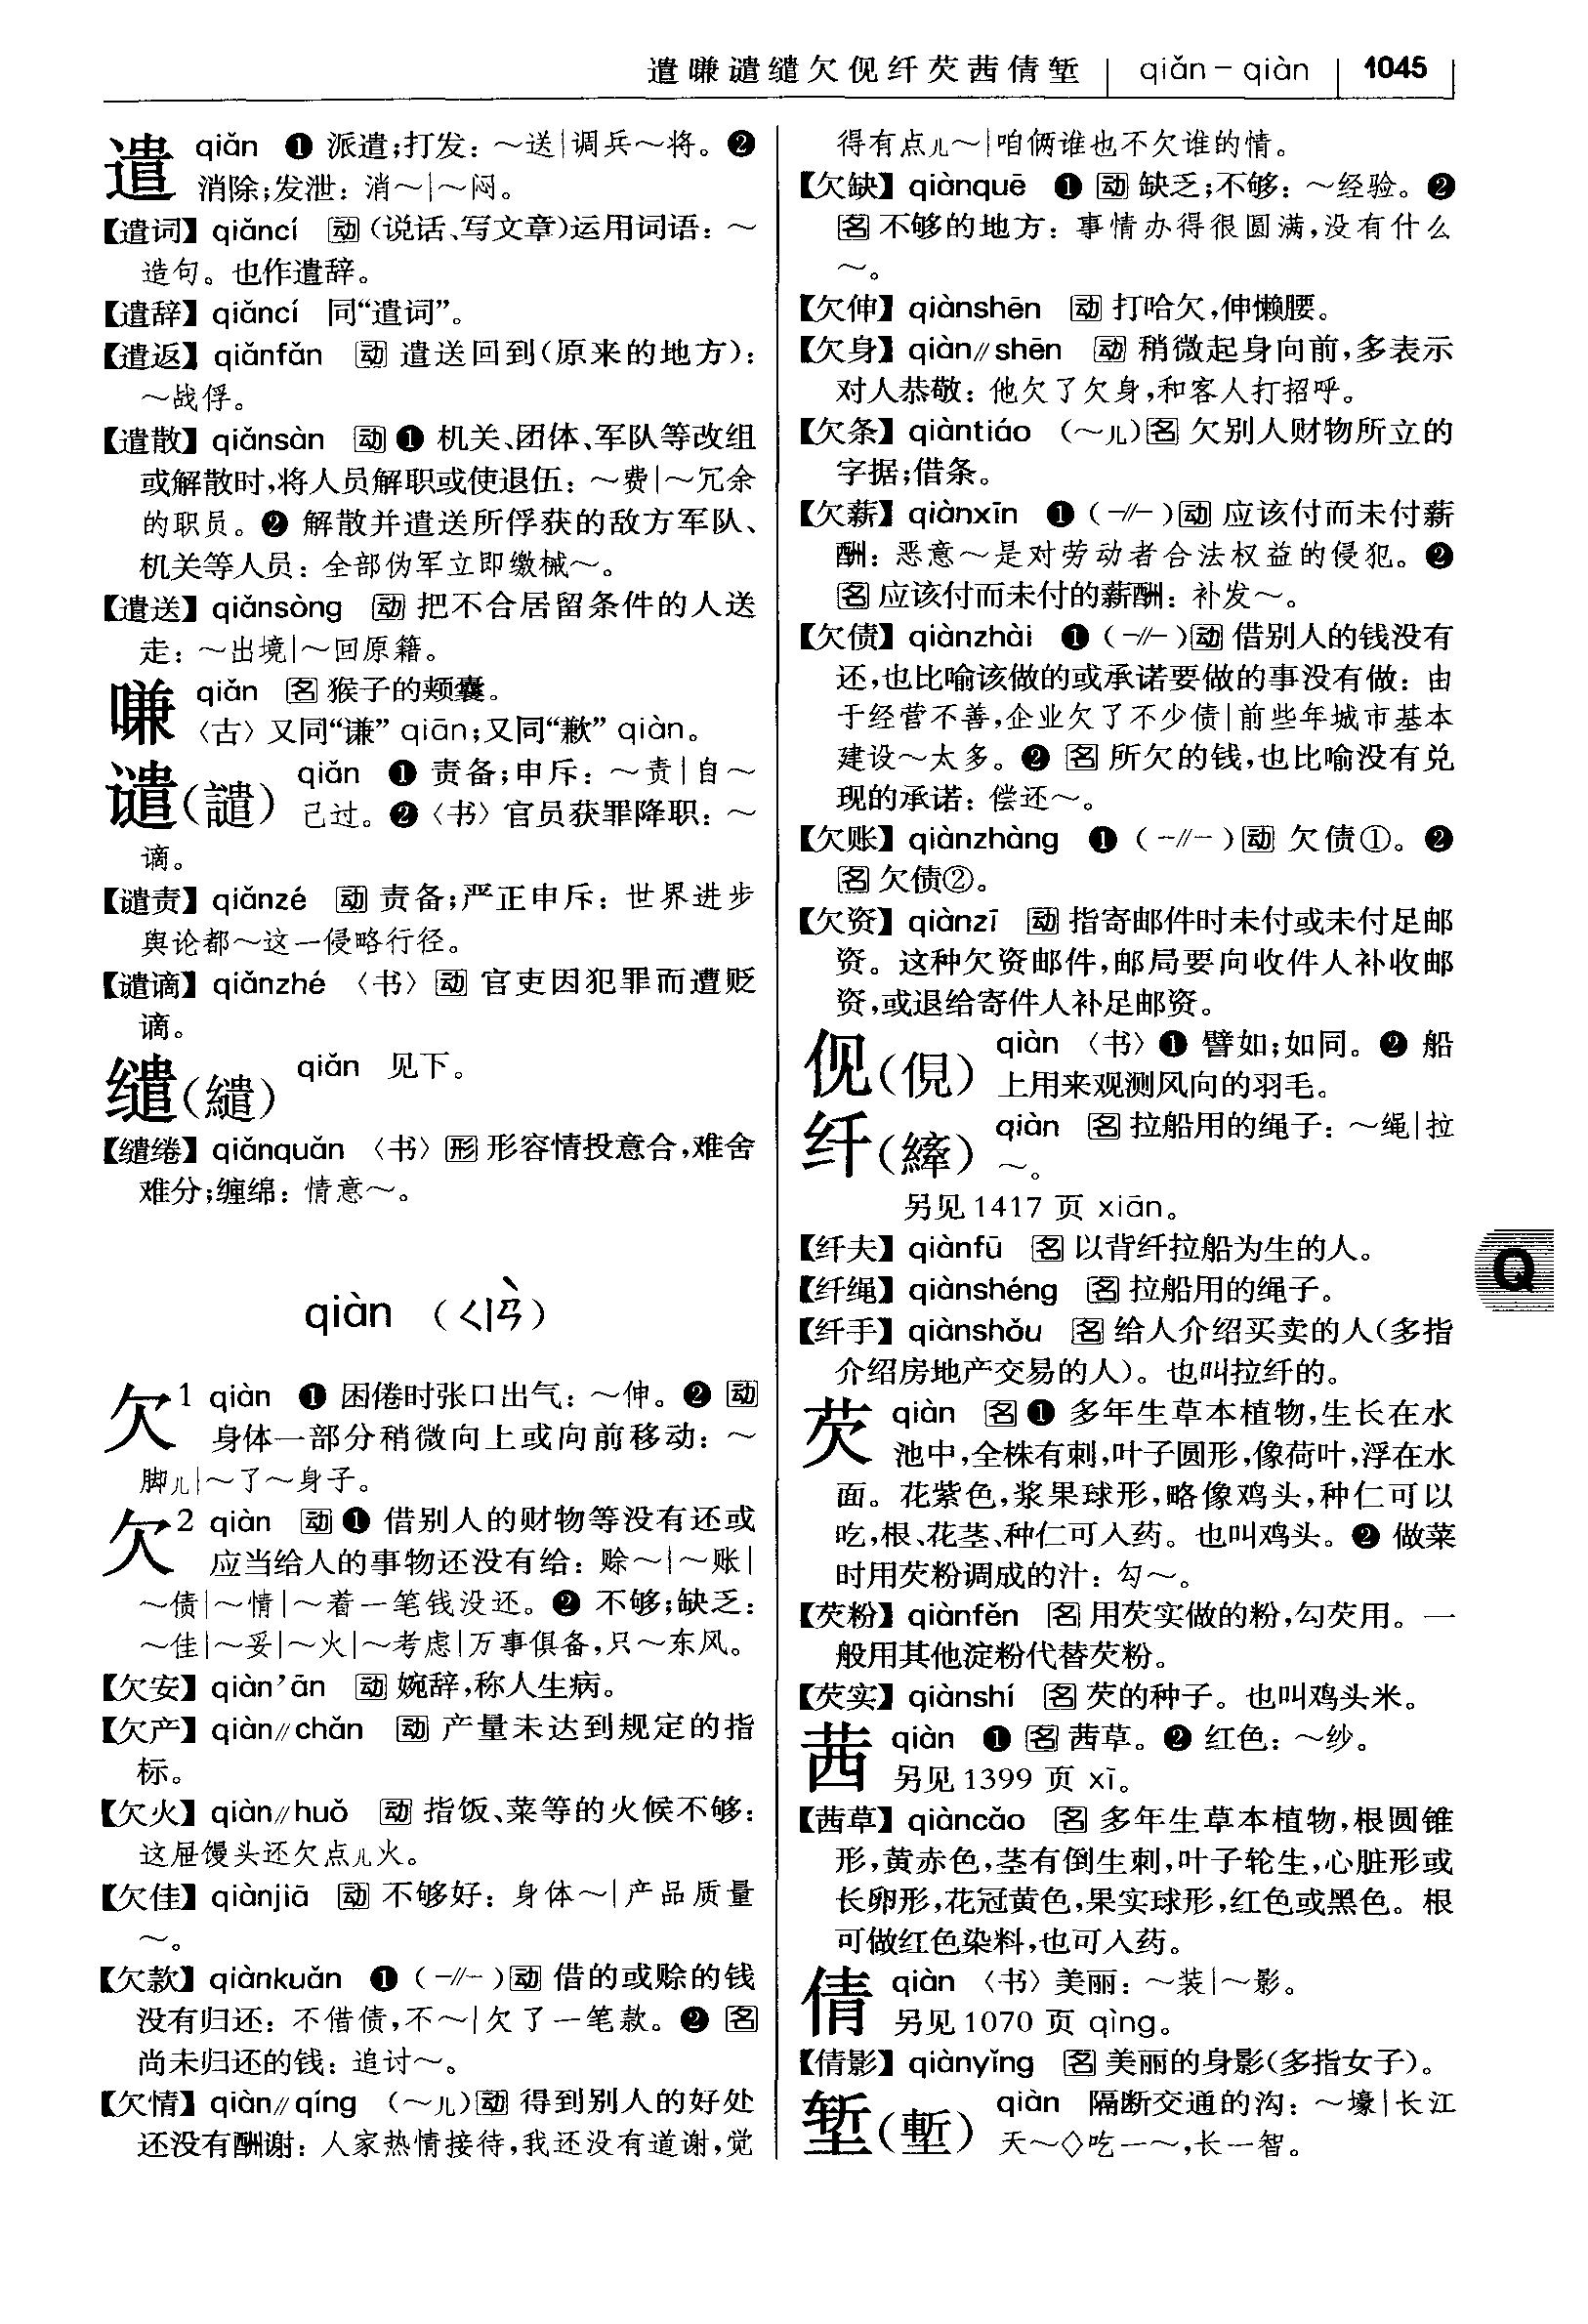 遣嗛谴缱欠伣纤芡茜倩堑 qiǎn－qiàn 1045
遣 qiǎn ❶ 派遣;打发：～送|调兵～将。❷
消除;发泄：消～|～闷。
【遣词】qiǎncí 动(说话、写文章)运用词语：～
造句。也作遣辞。
【遣辞】qiǎncí 同“遣词”。
【遣返】qiǎnfǎn 动 遣送回到(原来的地方)：
～战俘。
【遣散】qiǎnsàn 动❶ 机关、团体、军队等改组
或解散时,将人员解职或使退伍：～费|～冗余
的职员。❷ 解散并遣送所俘获的敌方军队、
机关等人员：全部伪军立即缴械～。
【遣送】qiǎnsòng 动 把不合居留条件的人送
走：～出境|～回原籍。
嗛 qiǎn 名 猴子的颊囊。
〈古〉又同“谦” qiān;又同“歉” qiàn。
谴(譴) qiǎn ❶ 责备;申斥：～责|自～
己过。❷〈书〉官员获罪降职：～
谪。
【谴责】qiǎnzé 动 责备;严正申斥：世界进步
舆论都～这一侵略行径。
【谴谪】qiǎnzhé 〈书〉动 官吏因犯罪而遭贬
谪。
缱(繾) qiǎn 见下。
【缱绻】qiǎnquǎn 〈书〉形 形容情投意合,难舍
难分;缠绵：情意～。
qiàn （ㄑㄧㄢˋ）
欠1 qiàn ❶ 困倦时张口出气：～伸。❷ 动
身体一部分稍微向上或向前移动：～
脚儿|～了～身子。
欠2 qiàn 动❶ 借别人的财物等没有还或
应当给人的事物还没有给：赊～|～账|
～债|～情|～着一笔钱没还。❷ 不够;缺乏：
～佳|～妥|～火|～考虑|万事俱备,只～东风。
【欠安】qiàn’ān 动 婉辞,称人生病。
【欠产】qiàn//chǎn 动 产量未达到规定的指
标。
【欠火】qiàn//huǒ 动 指饭、菜等的火候不够：
这屉馒头还欠点儿火。
【欠佳】qiànjiā 动 不够好：身体～|产品质量
～。
【欠款】qiànkuǎn ❶（-//-）动 借的或赊的钱
没有归还：不借债,不～|欠了一笔款。❷ 名
尚未归还的钱：追讨～。
【欠情】qiàn//qíng （～儿）动 得到别人的好处
还没有酬谢：人家热情接待,我还没有道谢,觉
得有点儿～|咱俩谁也不欠谁的情。
【欠缺】qiànquē ❶ 动 缺乏;不够：～经验。❷
名 不够的地方：事情办得很圆满,没有什么
～。
【欠伸】qiànshēn 动 打哈欠,伸懒腰。
【欠身】qiàn//shēn 动 稍微起身向前,多表示
对人恭敬：他欠了欠身,和客人打招呼。
【欠条】qiàntiáo （～儿）名 欠别人财物所立的
字据;借条。
【欠薪】qiànxīn ❶（-//-）动 应该付而未付薪
酬：恶意～是对劳动者合法权益的侵犯。❷
名 应该付而未付的薪酬：补发～。
【欠债】qiànzhài ❶（-//-）动 借别人的钱没有
还,也比喻该做的或承诺要做的事没有做：由
于经营不善,企业欠了不少债|前些年城市基本
建设～太多。❷ 名 所欠的钱,也比喻没有兑
现的承诺：偿还～。
【欠账】qiànzhàng ❶（-//-）动 欠债①。❷
名 欠债②。
【欠资】qiànzī 动 指寄邮件时未付或未付足邮
资。这种欠资邮件,邮局要向收件人补收邮
资,或退给寄件人补足邮资。
伣(俔) qiàn 〈书〉❶ 譬如;如同。❷ 船
上用来观测风向的羽毛。
纤(縴) qiàn 名 拉船用的绳子：～绳|拉
～。
另见1417 页 xiān。
【纤夫】qiànfū 名 以背纤拉船为生的人。
【纤绳】qiànshéng 名 拉船用的绳子。
【纤手】qiànshǒu 名 给人介绍买卖的人(多指
介绍房地产交易的人)。也叫拉纤的。
芡 qiàn 名❶ 多年生草本植物,生长在水
池中,全株有刺,叶子圆形,像荷叶,浮在水
面。花紫色,浆果球形,略像鸡头,种仁可以
吃,根、花茎、种仁可入药。也叫鸡头。❷ 做菜
时用芡粉调成的汁：勾～。
【芡粉】qiànfěn 名 用芡实做的粉,勾芡用。一
般用其他淀粉代替芡粉。
【芡实】qiànshí 名 芡的种子。也叫鸡头米。
茜 qiàn ❶ 名 茜草。❷ 红色：～纱。
另见1399 页 xī。
【茜草】qiàncǎo 名 多年生草本植物,根圆锥
形,黄赤色,茎有倒生刺,叶子轮生,心脏形或
长卵形,花冠黄色,果实球形,红色或黑色。根
可做红色染料,也可入药。
倩 qiàn 〈书〉美丽：～装|～影。
另见1070 页 qìng。
【倩影】qiànyǐng 名 美丽的身影(多指女子)。
堑(塹) qiàn 隔断交通的沟：～壕|长江
天～◇吃一～,长一智。
Q